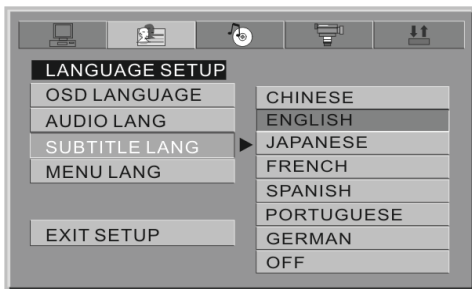 LANGUAGE SETUP
OSD LANGUAGE
AUDIO LANG
SUBTITLE LANG
MENU LANG
EXIT SETUP
CHINESE
ENGLISH
JAPANESE
FRENCH
SPANISH
PORTUGUESE
GERMAN
OFF